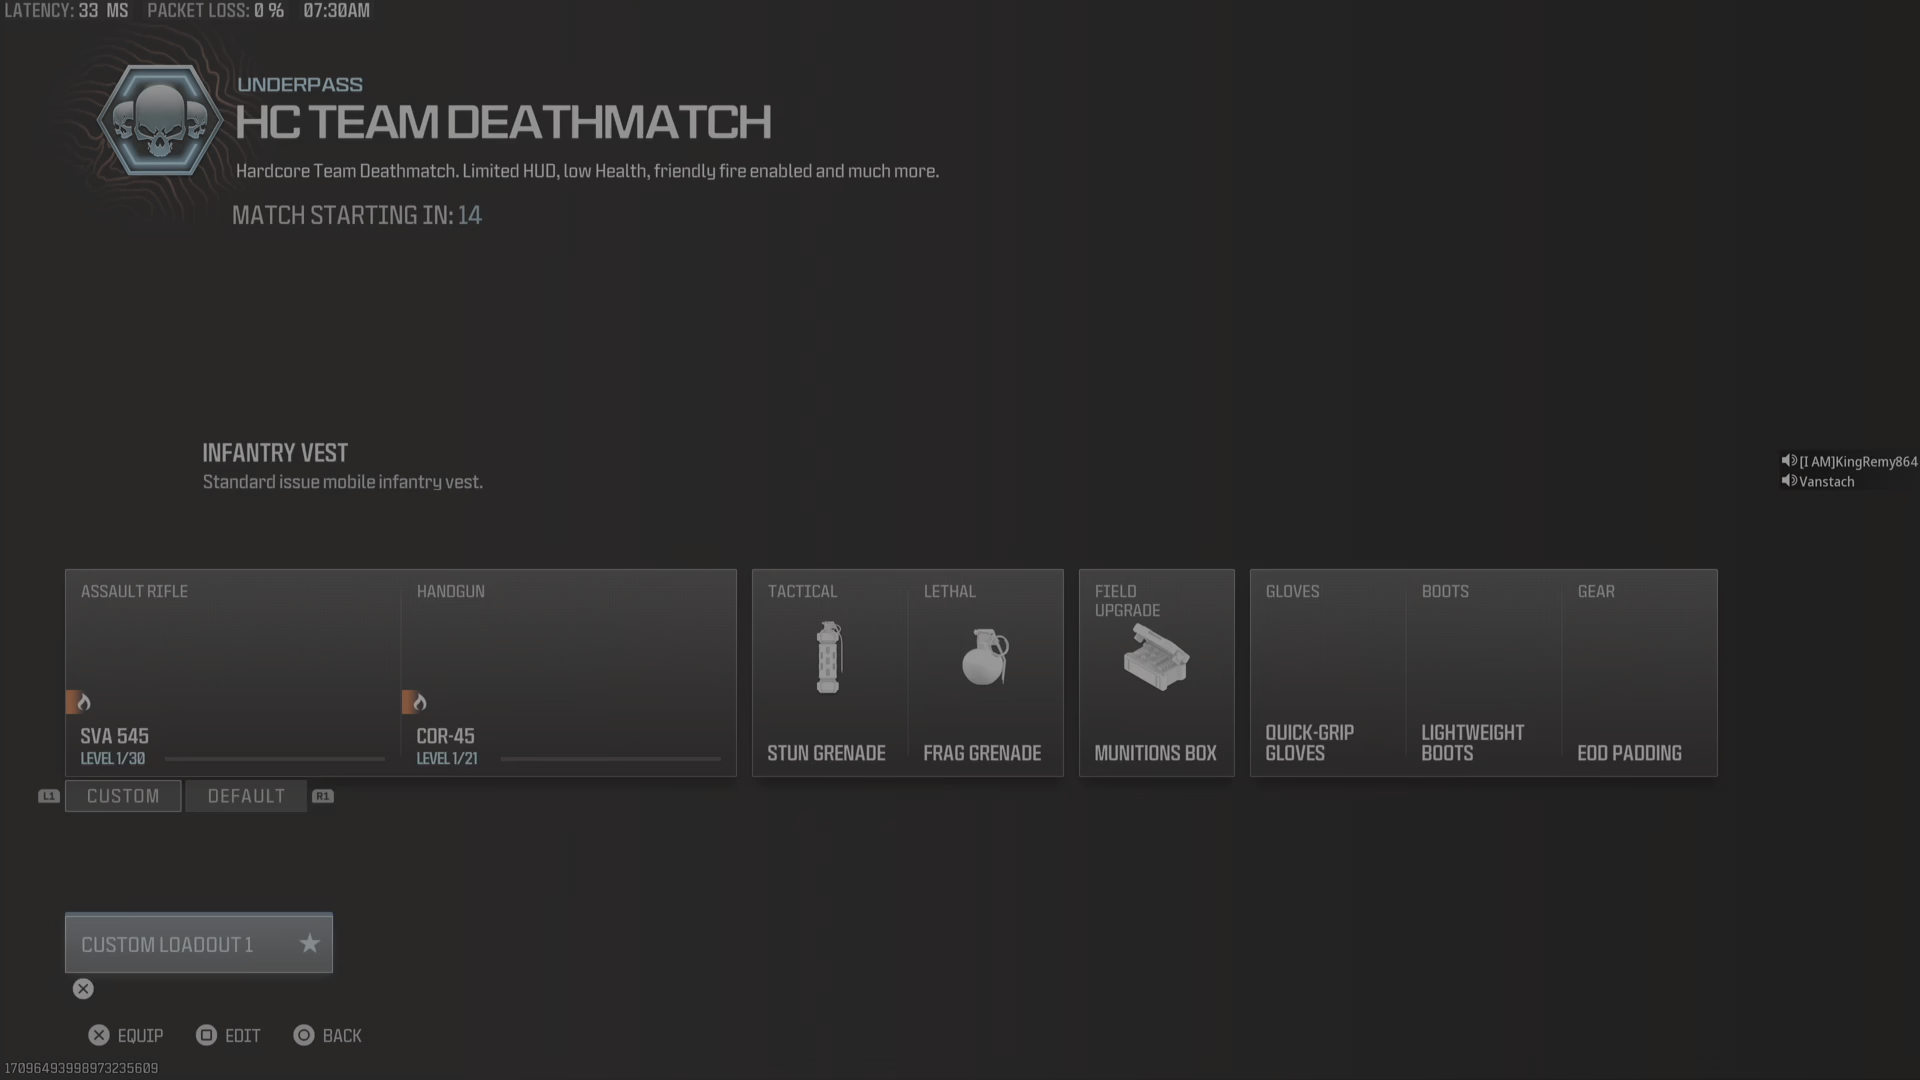 LATENCY: 33 MS PACKET LOSS: 0 % 07:30AM
UNDERPASS
HC TEAM DEATHMATCH
Hardcore Team Deathmatch. Limited HUD, low Health, friendly fire enabled and much more.
MATCH STARTING IN: 14
INFANTRY VEST
Standard issue mobile infantry vest.
[I AM]KingRemy864
Vanstach
ASSAULT RIFLE
SVA 545
LEVEL 1/30
HANDGUN
COR-45
LEVEL 1/21
TACTICAL
STUN GRENADE
LETHAL
FRAG GRENADE
FIELD
UPGRADE
MUNITIONS BOX
GLOVES
QUICK-GRIP
GLOVES
BOOTS
LIGHTWEIGHT
BOOTS
GEAR
EOD PADDING
L1 CUSTOM DEFAULT R1
CUSTOM LOADOUT 1
EQUIP EDIT BACK
17096493998973235609